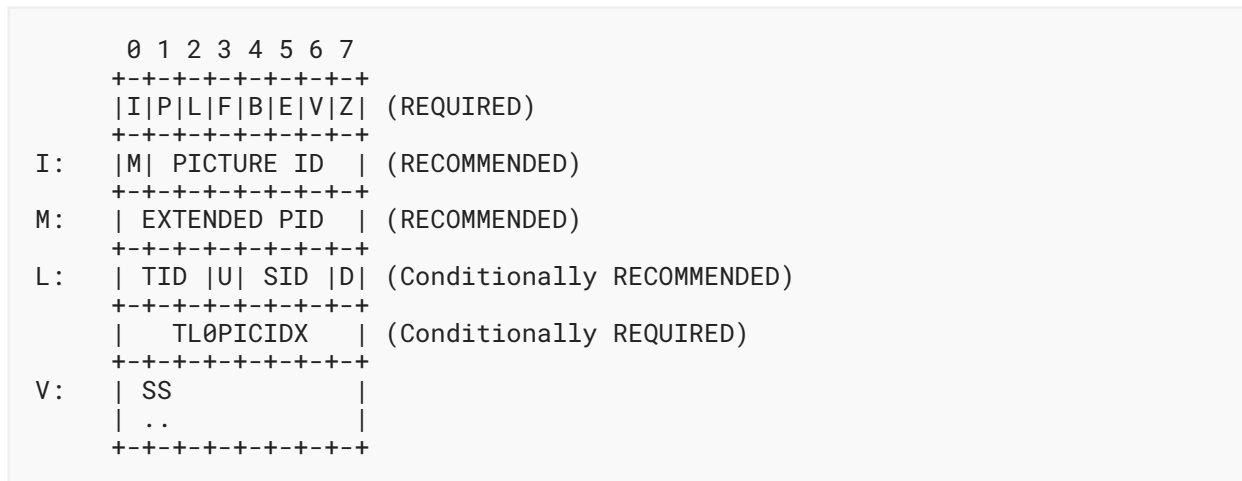 0 1 2 3 4 5 6 7
     +-+-+-+-+-+-+-+-+
     |I|P|L|F|B|E|V|Z| (REQUIRED)
     +-+-+-+-+-+-+-+-+
I:   |M| PICTURE ID  | (RECOMMENDED)
     +-+-+-+-+-+-+-+-+
M:   | EXTENDED PID  | (RECOMMENDED)
     +-+-+-+-+-+-+-+-+
L:   | TID |U| SID |D| (Conditionally RECOMMENDED)
     +-+-+-+-+-+-+-+-+
     |   TL0PICIDX   | (Conditionally REQUIRED)
     +-+-+-+-+-+-+-+-+
V:   | SS            |
     | ..            |
     +-+-+-+-+-+-+-+-+